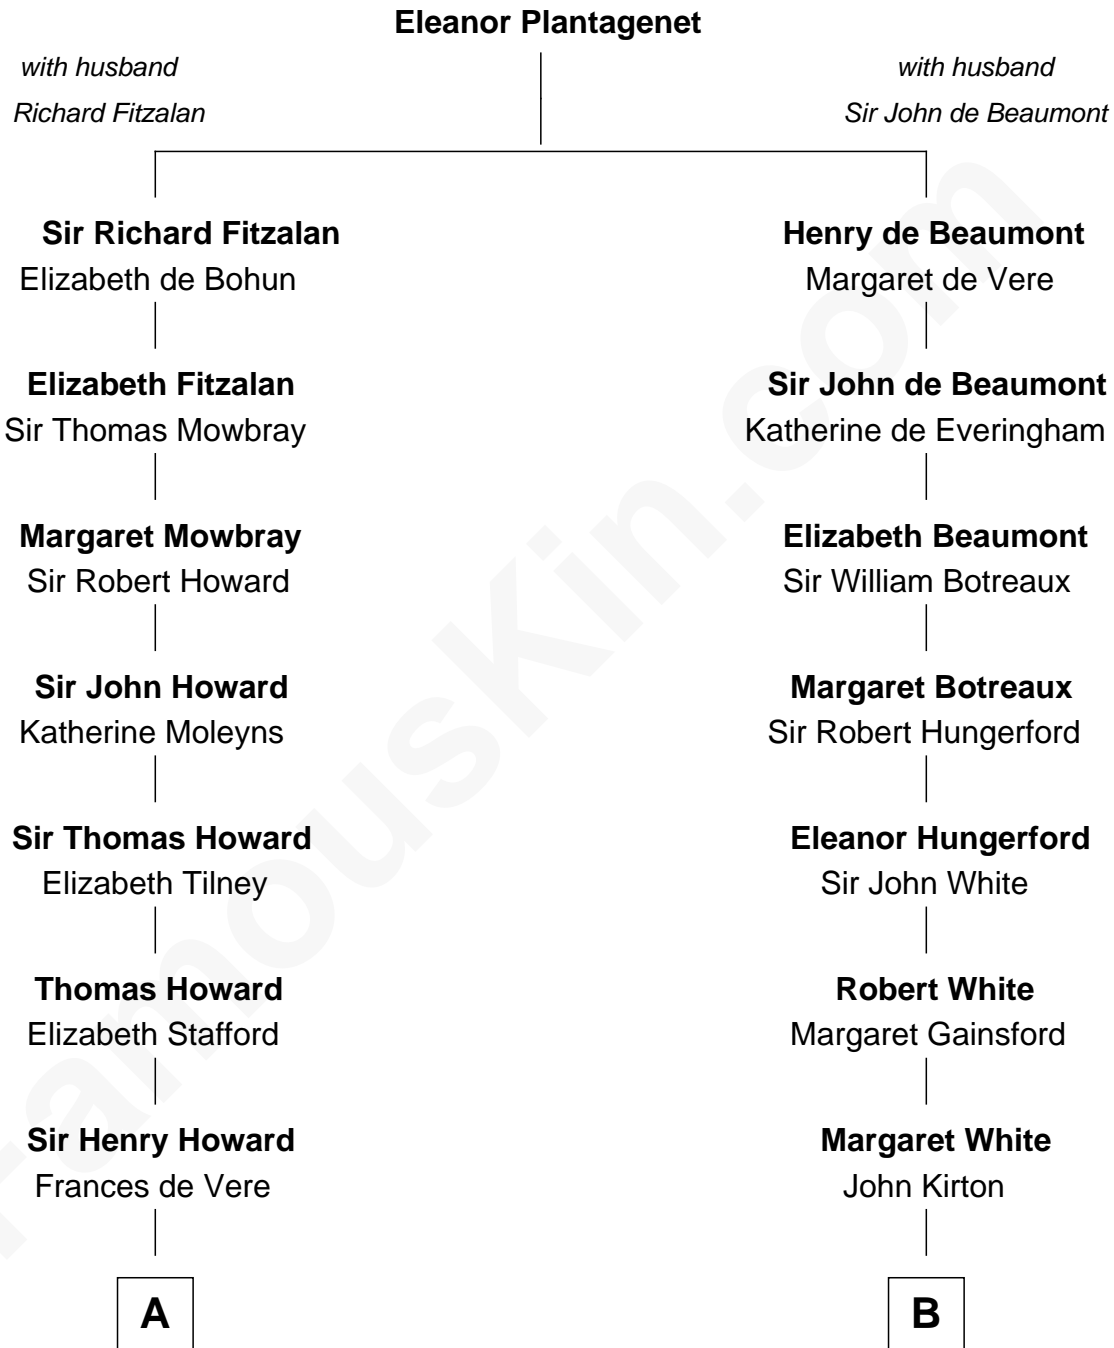 Eleanor Plantagenet
with husband
Richard Fitzalan
with husband
Sir John de Beaumont
Sir Richard Fitzalan
Elizabeth de Bohun
Henry de Beaumont
Margaret de Vere
Elizabeth Fitzalan
Sir Thomas Mowbray
Sir John de Beaumont
Katherine de Everingham
Margaret Mowbray
Sir Robert Howard
Elizabeth Beaumont
Sir William Botreaux
Sir John Howard
Katherine Moleyns
Margaret Botreaux
Sir Robert Hungerford
Sir Thomas Howard
Elizabeth Tilney
Eleanor Hungerford
Sir John White
Thomas Howard
Elizabeth Stafford
Robert White
Margaret Gainsford
Sir Henry Howard
Frances de Vere
Margaret White
John Kirton
A
B
FamousKin.com